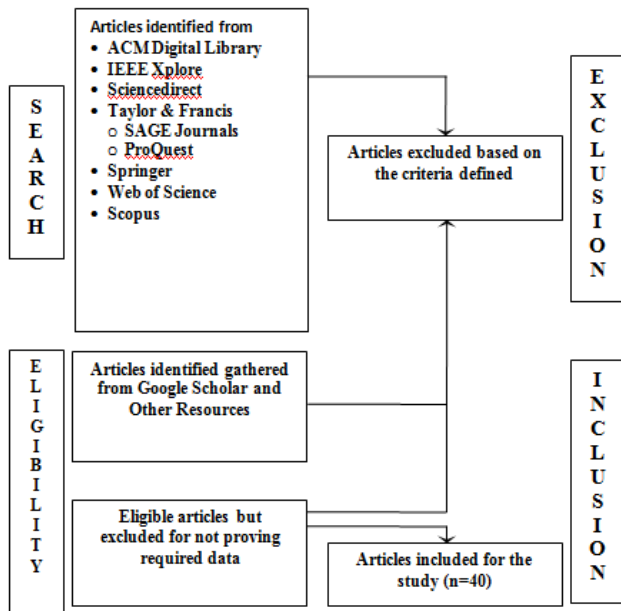 S
E
A
R
C
H
Articles identified from
• ACM Digital Library
• IEEE Xplore
• Sciencedirect
• Taylor & Francis
o SAGE Journals
o ProQuest
• Springer
• Web of Science
• Scopus
Articles excluded based on
the criteria defined
E
X
C
L
U
S
I
O
N
E
L
I
G
I
B
I
L
I
T
Y
Articles identified gathered
from Google Scholar and
Other Resources
Eligible articles but
excluded for not proving
required data
Articles included for the
study (n=40)
I
N
C
L
U
S
I
O
N